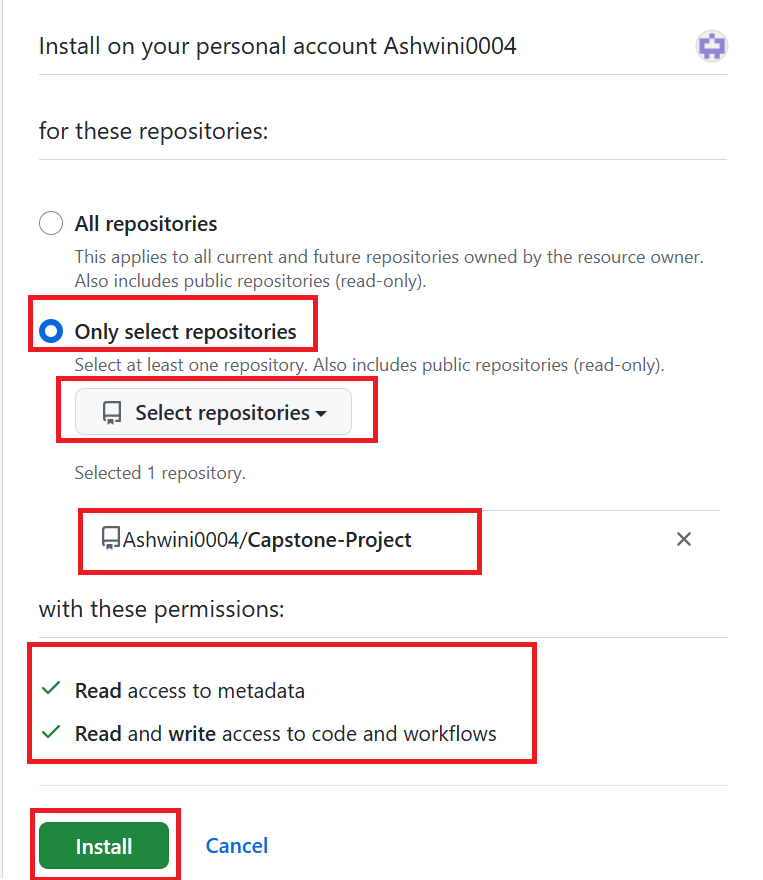 Install on your personal account Ashwini0004
for these repositories:
All repositories
This applies to all current and future repositories owned by the resource owner.
Also includes public repositories (read-only).
Only select repositories
Select at least one repository. Also includes public repositories (read-only).
Select repositories
Selected 1 repository.
Ashwini0004/Capstone-Project
with these permissions:
Read access to metadata
Read and write access to code and workflows
Install Cancel